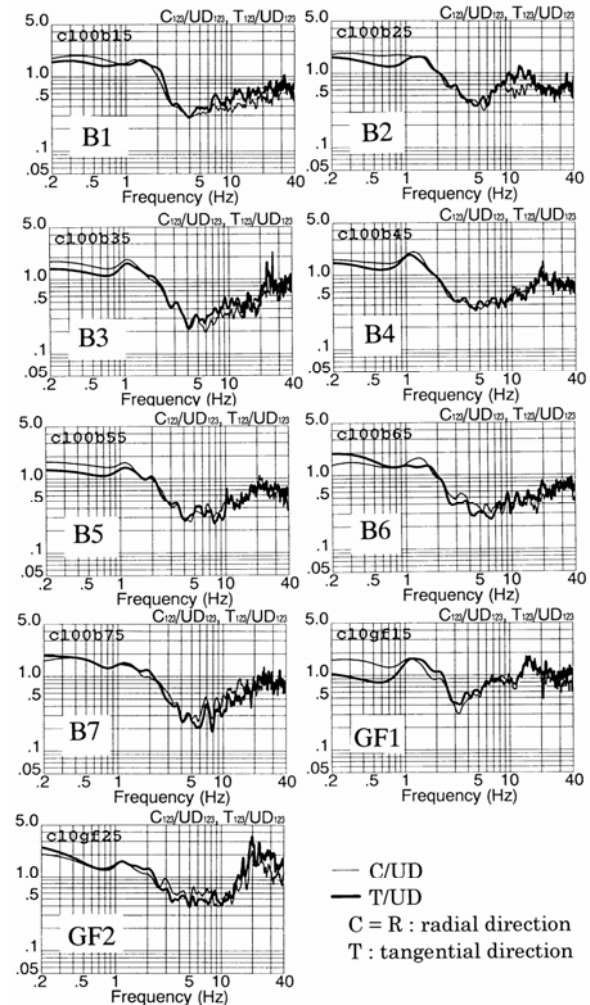 C123/UD123, T123/UD123
5.0
c100b15
1.0
.5
B1
.1
.05
.2 .5 1 5 10 40
Frequency (Hz)
C123/UD123, T123/UD123
5.0
c100b25
1.0
.5
B2
.1
.05
.2 .5 1 5 10 40
Frequency (Hz)
C123/UD123, T123/UD123
5.0
c100b35
1.0
.5
B3
.1
.05
.2 .5 1 5 10 40
Frequency (Hz)
C123/UD123, T123/UD123
5.0
c100b45
1.0
.5
B4
.1
.05
.2 .5 1 5 10 40
Frequency (Hz)
C123/UD123, T123/UD123
5.0
c100b55
1.0
.5
B5
.1
.05
.2 .5 1 5 10 40
Frequency (Hz)
C123/UD123, T123/UD123
5.0
c100b65
1.0
.5
B6
.1
.05
.2 .5 1 5 10 40
Frequency (Hz)
C123/UD123, T123/UD123
5.0
c100b75
1.0
.5
B7
.1
.05
.2 .5 1 5 10 40
Frequency (Hz)
C123/UD123, T123/UD123
5.0
c10gf15
1.0
.5
GF1
.1
.05
.2 .5 1 5 10 40
Frequency (Hz)
C123/UD123, T123/UD123
5.0
c10gf25
1.0
.5
GF2
.1
.05
.2 .5 1 5 10 40
Frequency (Hz)
C/UD
T/UD
C = R : radial direction
T : tangential direction